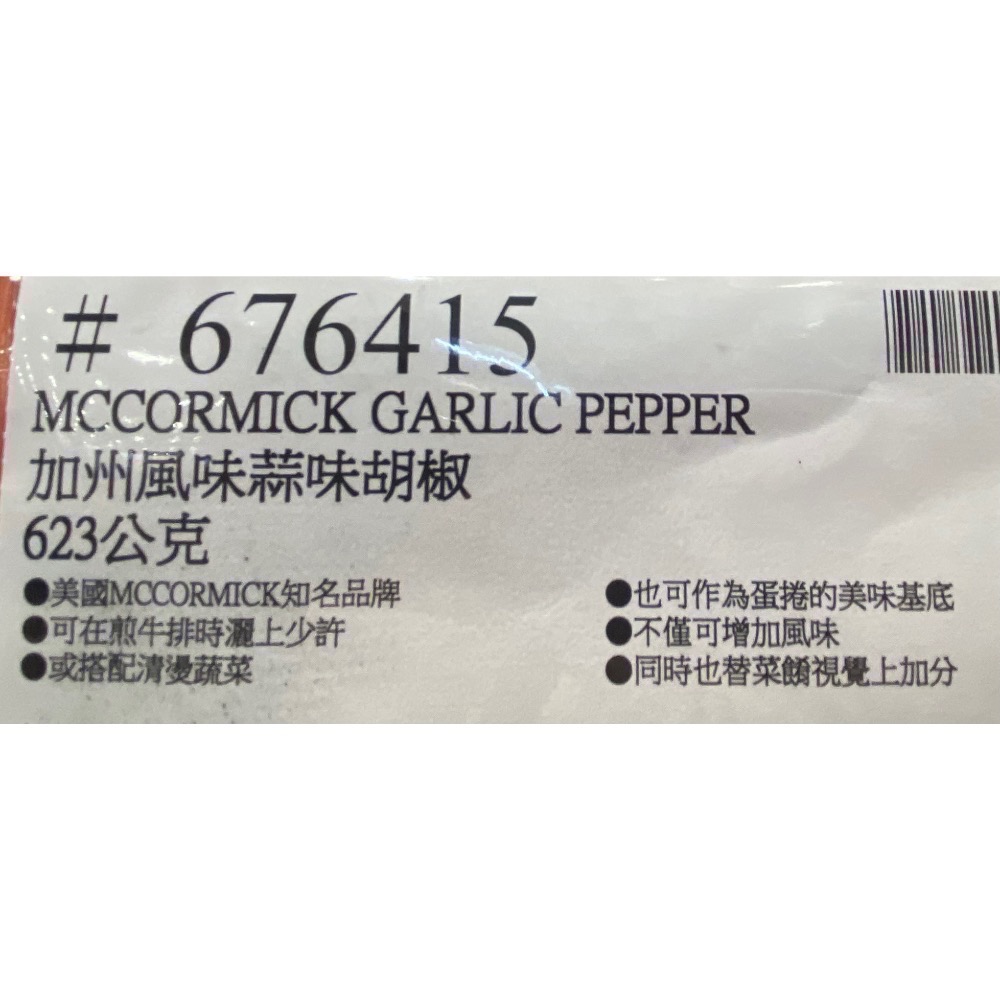 # 676415
MCCORMICK GARLIC PEPPER
加州風味蒜味胡椒
623公克
●美國MCCORMICK知名品牌
●可在煎牛排時灑上少許
●或搭配清燙蔬菜
●也可作為蛋捲的美味基底
●不僅可增加風味
●同時也替菜餚視覺上加分